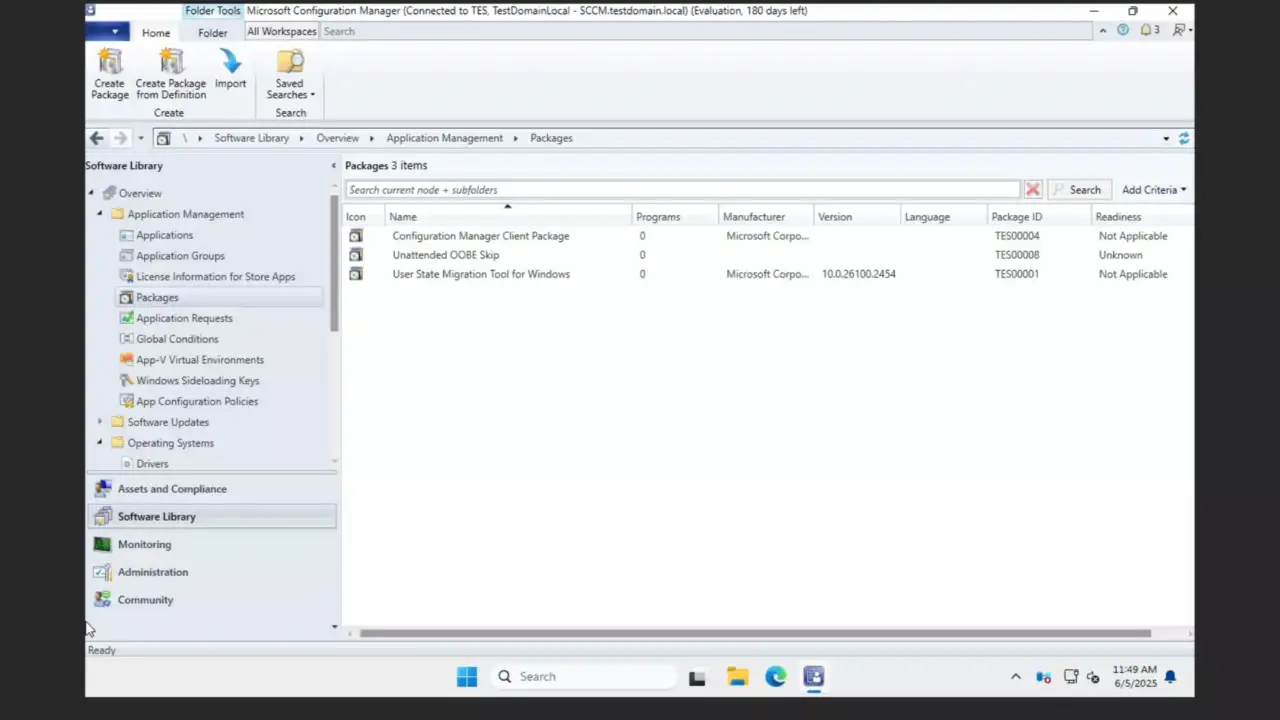 Folder Tools Microsoft Configuration Manager (Connected to TES, TestDomainLocal - SCCM.testdomain.local) (Evaluation, 180 days left)
Home Folder All Workspaces Search 3
Create Package
Create Package from Definition
Import
Saved Searches
Create Search
\ Software Library Overview Application Management Packages
Software Library
Overview
Application Management
Applications
Application Groups
License Information for Store Apps
Packages
Application Requests
Global Conditions
App-V Virtual Environments
Windows Sideloading Keys
App Configuration Policies
Software Updates
Operating Systems
Drivers
Assets and Compliance
Software Library
Monitoring
Administration
Community
Packages 3 items
Search current node + subfolders Search Add Criteria
Icon Name Programs Manufacturer Version Language Package ID Readiness
Configuration Manager Client Package 0 Microsoft Corpo... TES00004 Not Applicable
Unattended OOBE Skip 0 TES00008 Unknown
User State Migration Tool for Windows 0 Microsoft Corpo... 10.0.26100.2454 TES00001 Not Applicable
Ready
Search
11:49 AM
6/5/2025